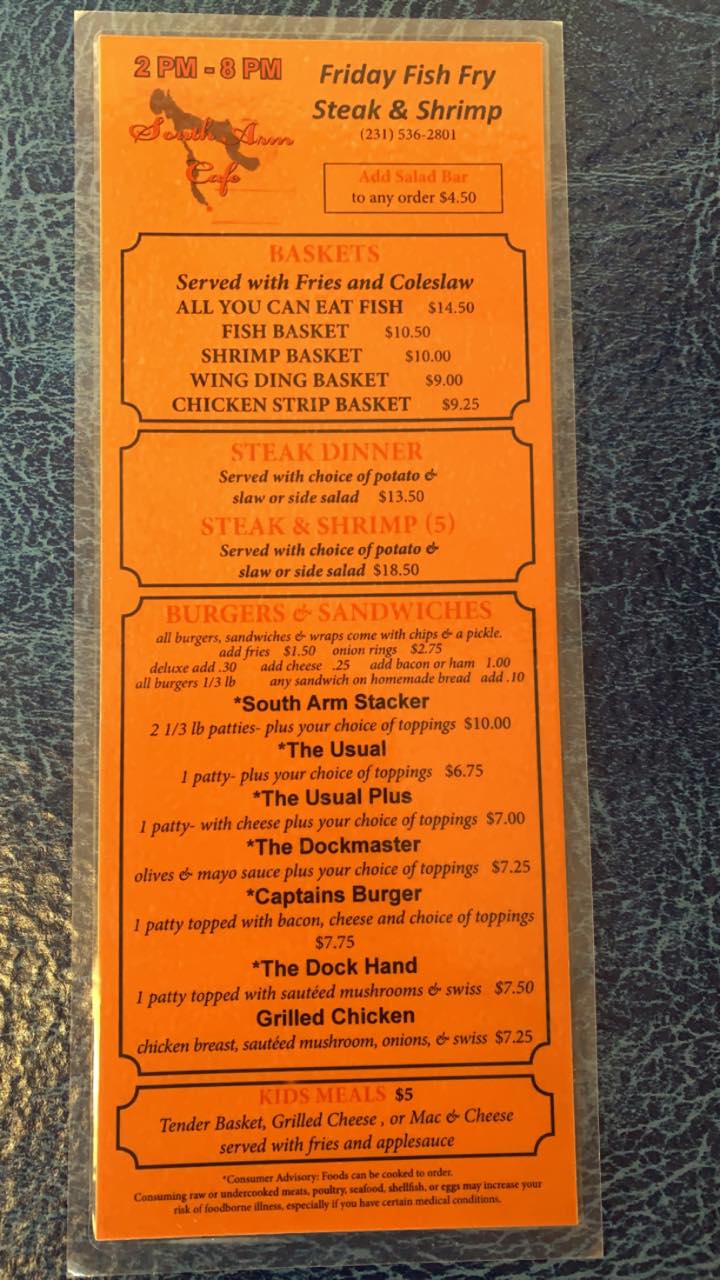 2 PM - 8 PM
Friday Fish Fry
Steak & Shrimp
(231) 536-2801
South Arm
Cafe
Add Salad Bar
to any order $4.50
BASKETS
Served with Fries and Coleslaw
ALL YOU CAN EAT FISH $14.50
FISH BASKET $10.50
SHRIMP BASKET $10.00
WING DING BASKET $9.00
CHICKEN STRIP BASKET $9.25
STEAK DINNER
Served with choice of potato &
slaw or side salad $13.50
STEAK & SHRIMP (5)
Served with choice of potato &
slaw or side salad $18.50
BURGERS & SANDWICHES
all burgers, sandwiches & wraps come with chips & a pickle.
add fries $1.50 onion rings $2.75
deluxe add .30 add cheese .25 add bacon or ham 1.00
all burgers 1/3 lb any sandwich on homemade bread add .10
*South Arm Stacker
2 1/3 lb patties- plus your choice of toppings $10.00
*The Usual
1 patty- plus your choice of toppings $6.75
*The Usual Plus
1 patty- with cheese plus your choice of toppings $7.00
*The Dockmaster
olives & mayo sauce plus your choice of toppings $7.25
*Captains Burger
1 patty topped with bacon, cheese and choice of toppings
$7.75
*The Dock Hand
1 patty topped with sautéed mushrooms & swiss $7.50
Grilled Chicken
chicken breast, sautéed mushroom, onions, & swiss $7.25
KIDS MEALS $5
Tender Basket, Grilled Cheese , or Mac & Cheese
served with fries and applesauce
*Consumer Advisory: Foods can be cooked to order.
Consuming raw or undercooked meats, poultry, seafood, shellfish, or eggs may increase your
risk of foodborne illness, especially if you have certain medical conditions.